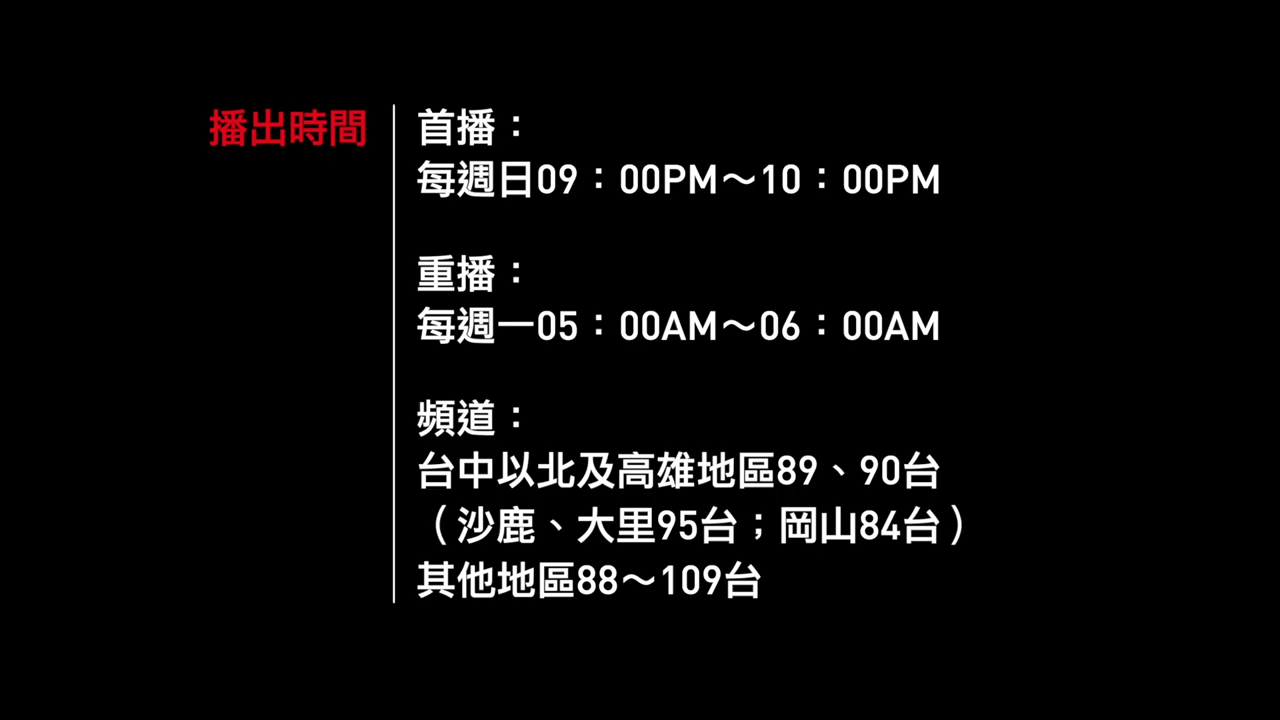 播出時間
首播：
每週日09：00PM～10：00PM
重播：
每週一05：00AM～06：00AM
頻道：
台中以北及高雄地區89、90台
（沙鹿、大里95台；岡山84台）
其他地區88～109台